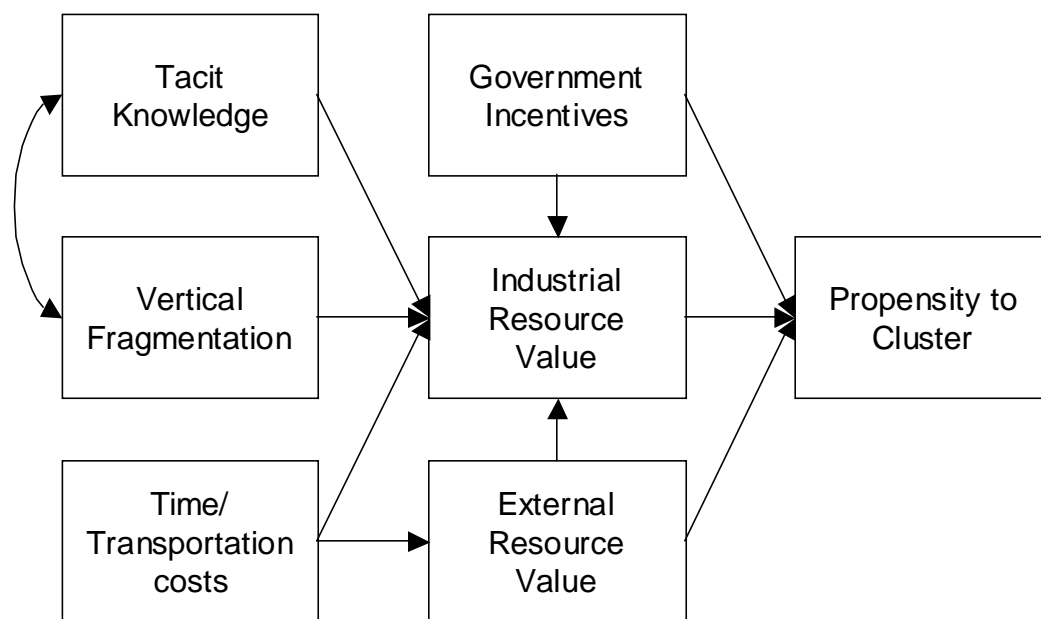 Tacit
Knowledge
Government
Incentives
Vertical
Fragmentation
Industrial
Resource
Value
Propensity to
Cluster
Time/
Transportation
costs
External
Resource
Value